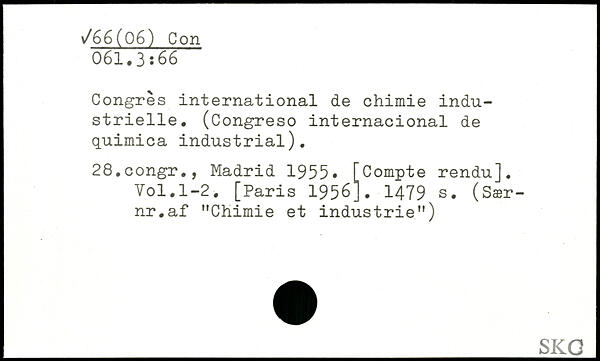 √66(06) Con
061.3:66
Congrès international de chimie indu-
strielle. (Congreso internacional de
quimica industrial).
28.congr., Madrid 1955. [Compte rendu].
Vol.1-2. [Paris 1956]. 1479 s. (Sær-
nr.af "Chimie et industrie")
SKC